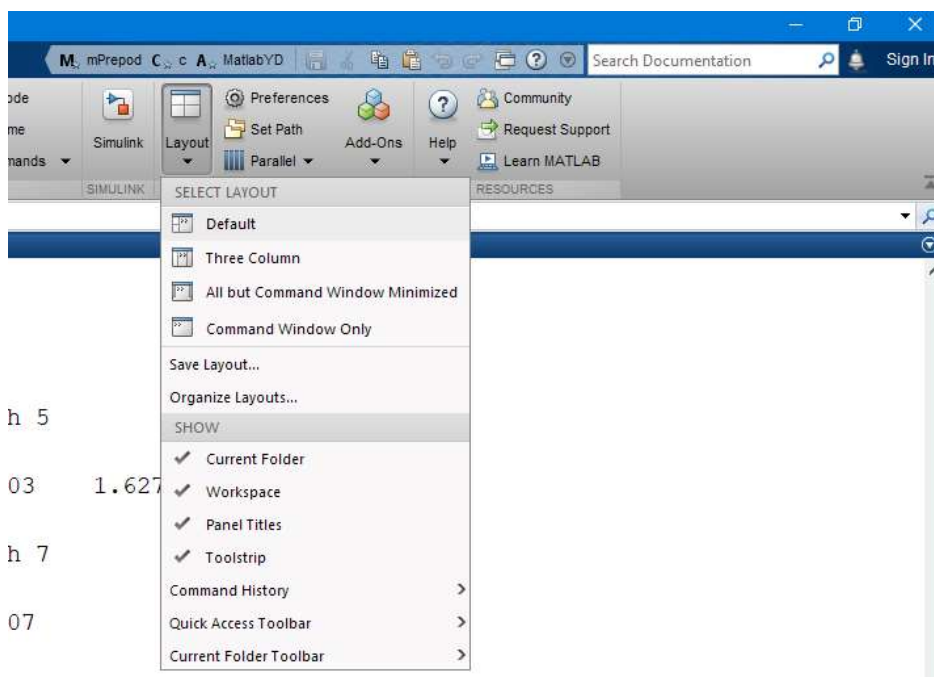 M mPrepod C c A MatlabYD Search Documentation Sign In
ode Preferences Community
me Simulink Layout Set Path Add-Ons Help Request Support
mands Parallel Learn MATLAB
SIMULINK RESOURCES
SELECT LAYOUT
Default
Three Column
All but Command Window Minimized
Command Window Only
Save Layout...
Organize Layouts...
h 5
SHOW
Current Folder
03 1.627
Workspace
Panel Titles
h 7
Toolstrip
Command History
07
Quick Access Toolbar
Current Folder Toolbar